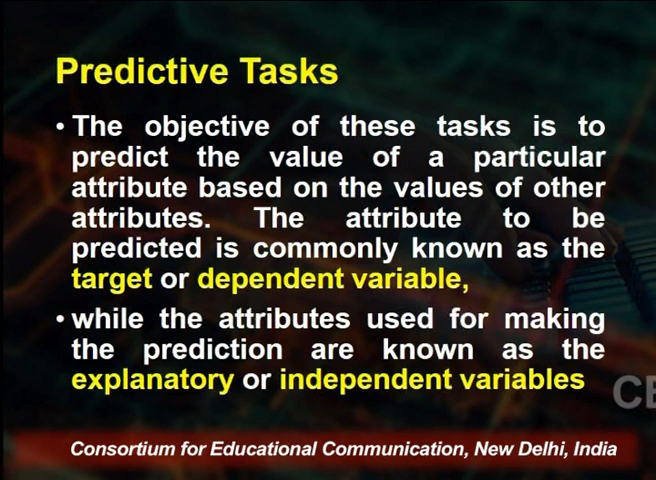 Predictive Tasks
• The objective of these tasks is to
predict the value of a particular
attribute based on the values of other
attributes. The attribute to be
predicted is commonly known as the
target or dependent variable,
• while the attributes used for making
the prediction are known as the
explanatory or independent variables
CE
Consortium for Educational Communication, New Delhi, India